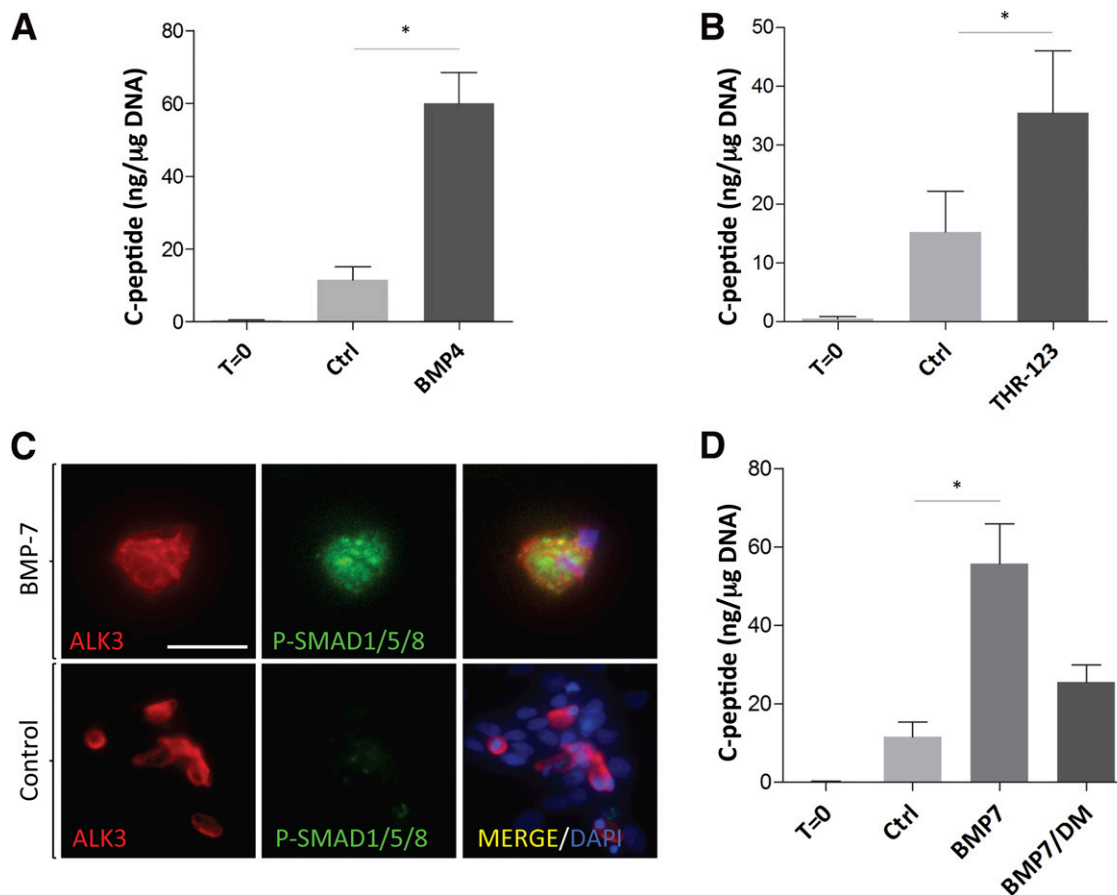 A
C-peptide (ng/µg DNA)
80
60
40
20
0
*
T=0
Ctrl
BMP4
B
C-peptide (ng/µg DNA)
50
40
30
20
10
0
*
T=0
Ctrl
THR-123
C
BMP-7
ALK3
P-SMAD1/5/8
Control
ALK3
P-SMAD1/5/8
MERGE/DAPI
D
C-peptide (ng/µg DNA)
80
60
40
20
0
*
T=0
Ctrl
BMP7
BMP7/DM